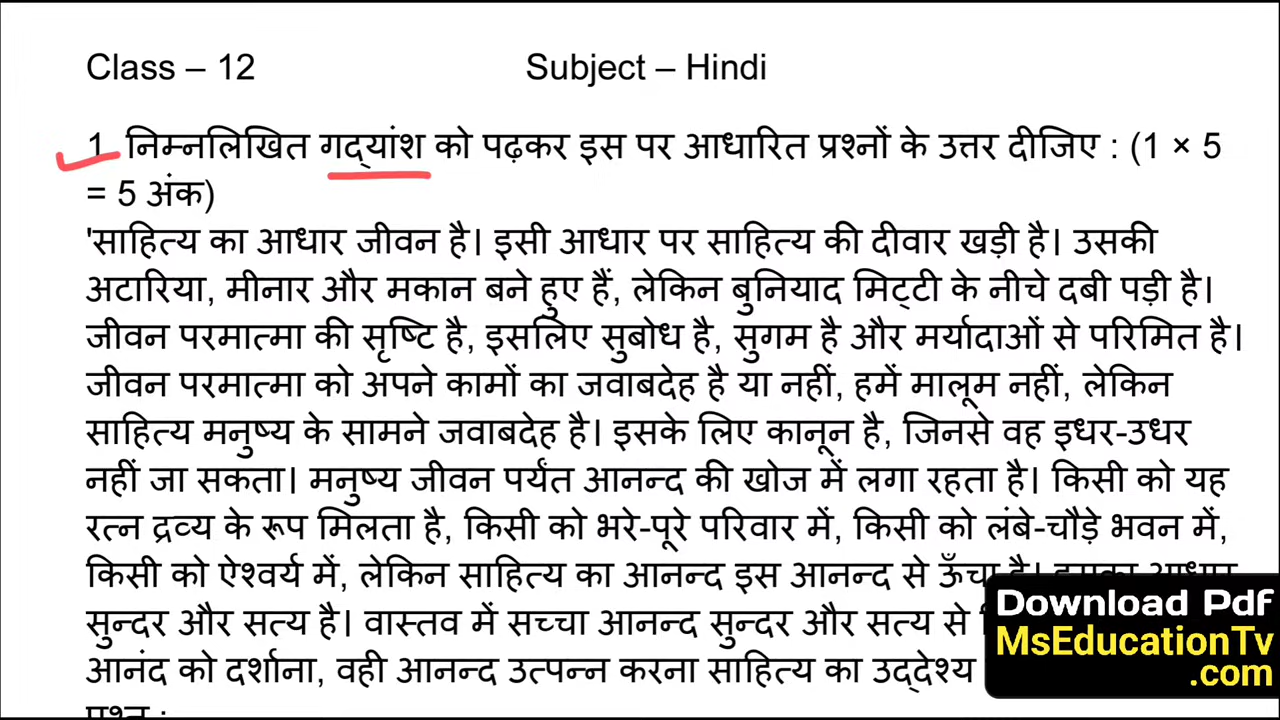 Class – 12 Subject – Hindi
1 निम्नलिखित गद्यांश को पढ़कर इस पर आधारित प्रश्नों के उत्तर दीजिए : (1 × 5
= 5 अंक)
'साहित्य का आधार जीवन है। इसी आधार पर साहित्य की दीवार खड़ी है। उसकी
अटारिया, मीनार और मकान बने हुए हैं, लेकिन बुनियाद मिट्टी के नीचे दबी पड़ी है।
जीवन परमात्मा की सृष्टि है, इसलिए सुबोध है, सुगम है और मर्यादाओं से परिमित है।
जीवन परमात्मा को अपने कामों का जवाबदेह है या नहीं, हमें मालूम नहीं, लेकिन
साहित्य मनुष्य के सामने जवाबदेह है। इसके लिए कानून है, जिनसे वह इधर-उधर
नहीं जा सकता। मनुष्य जीवन पर्यंत आनन्द की खोज में लगा रहता है। किसी को यह
रत्न द्रव्य के रूप मिलता है, किसी को भरे-पूरे परिवार में, किसी को लंबे-चौड़े भवन में,
किसी को ऐश्वर्य में, लेकिन साहित्य का आनन्द इस आनन्द से ऊँचा है।
सुन्दर और सत्य है। वास्तव में सच्चा आनन्द सुन्दर और सत्य से
आनंद को दर्शाना, वही आनन्द उत्पन्न करना साहित्य का उद्देश्य
Download Pdf
MsEducationTv
.com